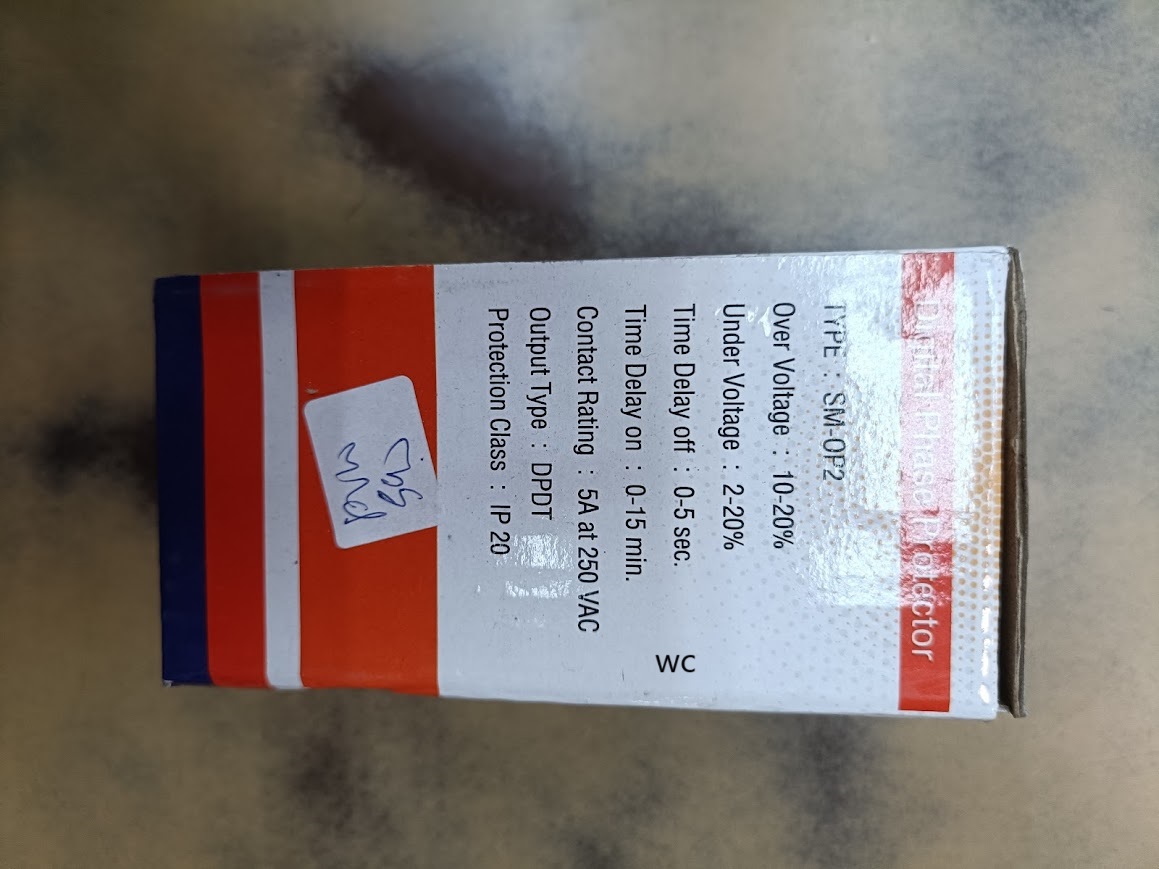 Digital Phase Protector
TYPE : SM-OP2
Over Voltage : 10-20%
Under Voltage : 2-20%
Time Delay off : 0-5 sec.
Time Delay on : 0-15 min.
Contact Rating : 5A at 250 VAC
Output Type : DPDT
Protection Class : IP 20
WC